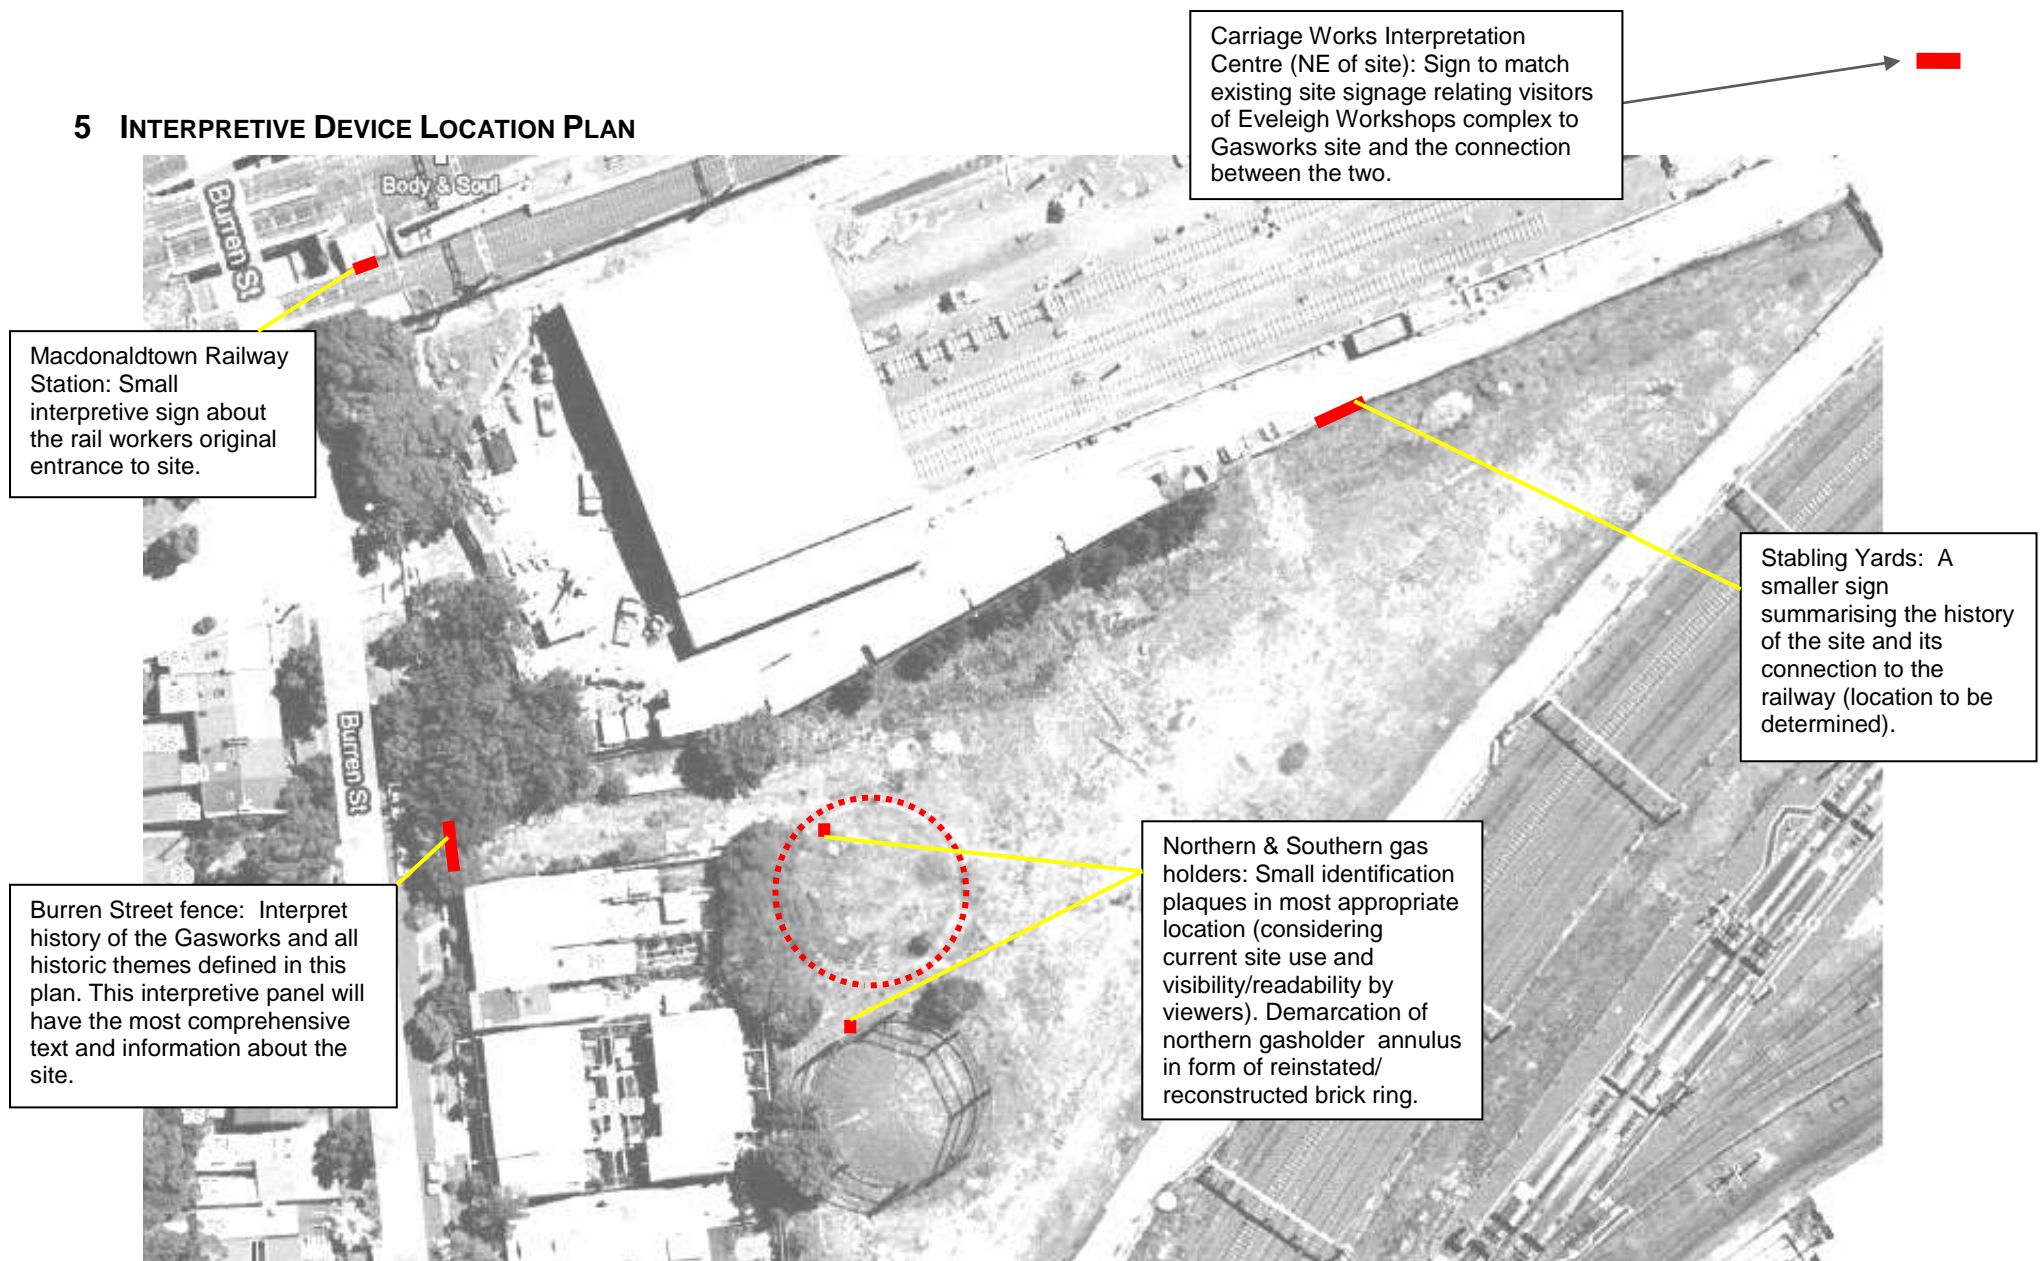 Carriage Works Interpretation
Centre (NE of site): Sign to match
existing site signage relating visitors
of Eveleigh Workshops complex to
Gasworks site and the connection
between the two.
5 INTERPRETIVE DEVICE LOCATION PLAN
Body & Soul
Burren St
Macdonaldtown Railway
Station: Small
interpretive sign about
the rail workers original
entrance to site.
Stabling Yards: A
smaller sign
summarising the history
of the site and its
connection to the
railway (location to be
determined).
Burren St
Northern & Southern gas
holders: Small identification
plaques in most appropriate
location (considering
current site use and
visibility/readability by
viewers). Demarcation of
northern gasholder annulus
in form of reinstated/
reconstructed brick ring.
Burren Street fence: Interpret
history of the Gasworks and all
historic themes defined in this
plan. This interpretive panel will
have the most comprehensive
text and information about the
site.